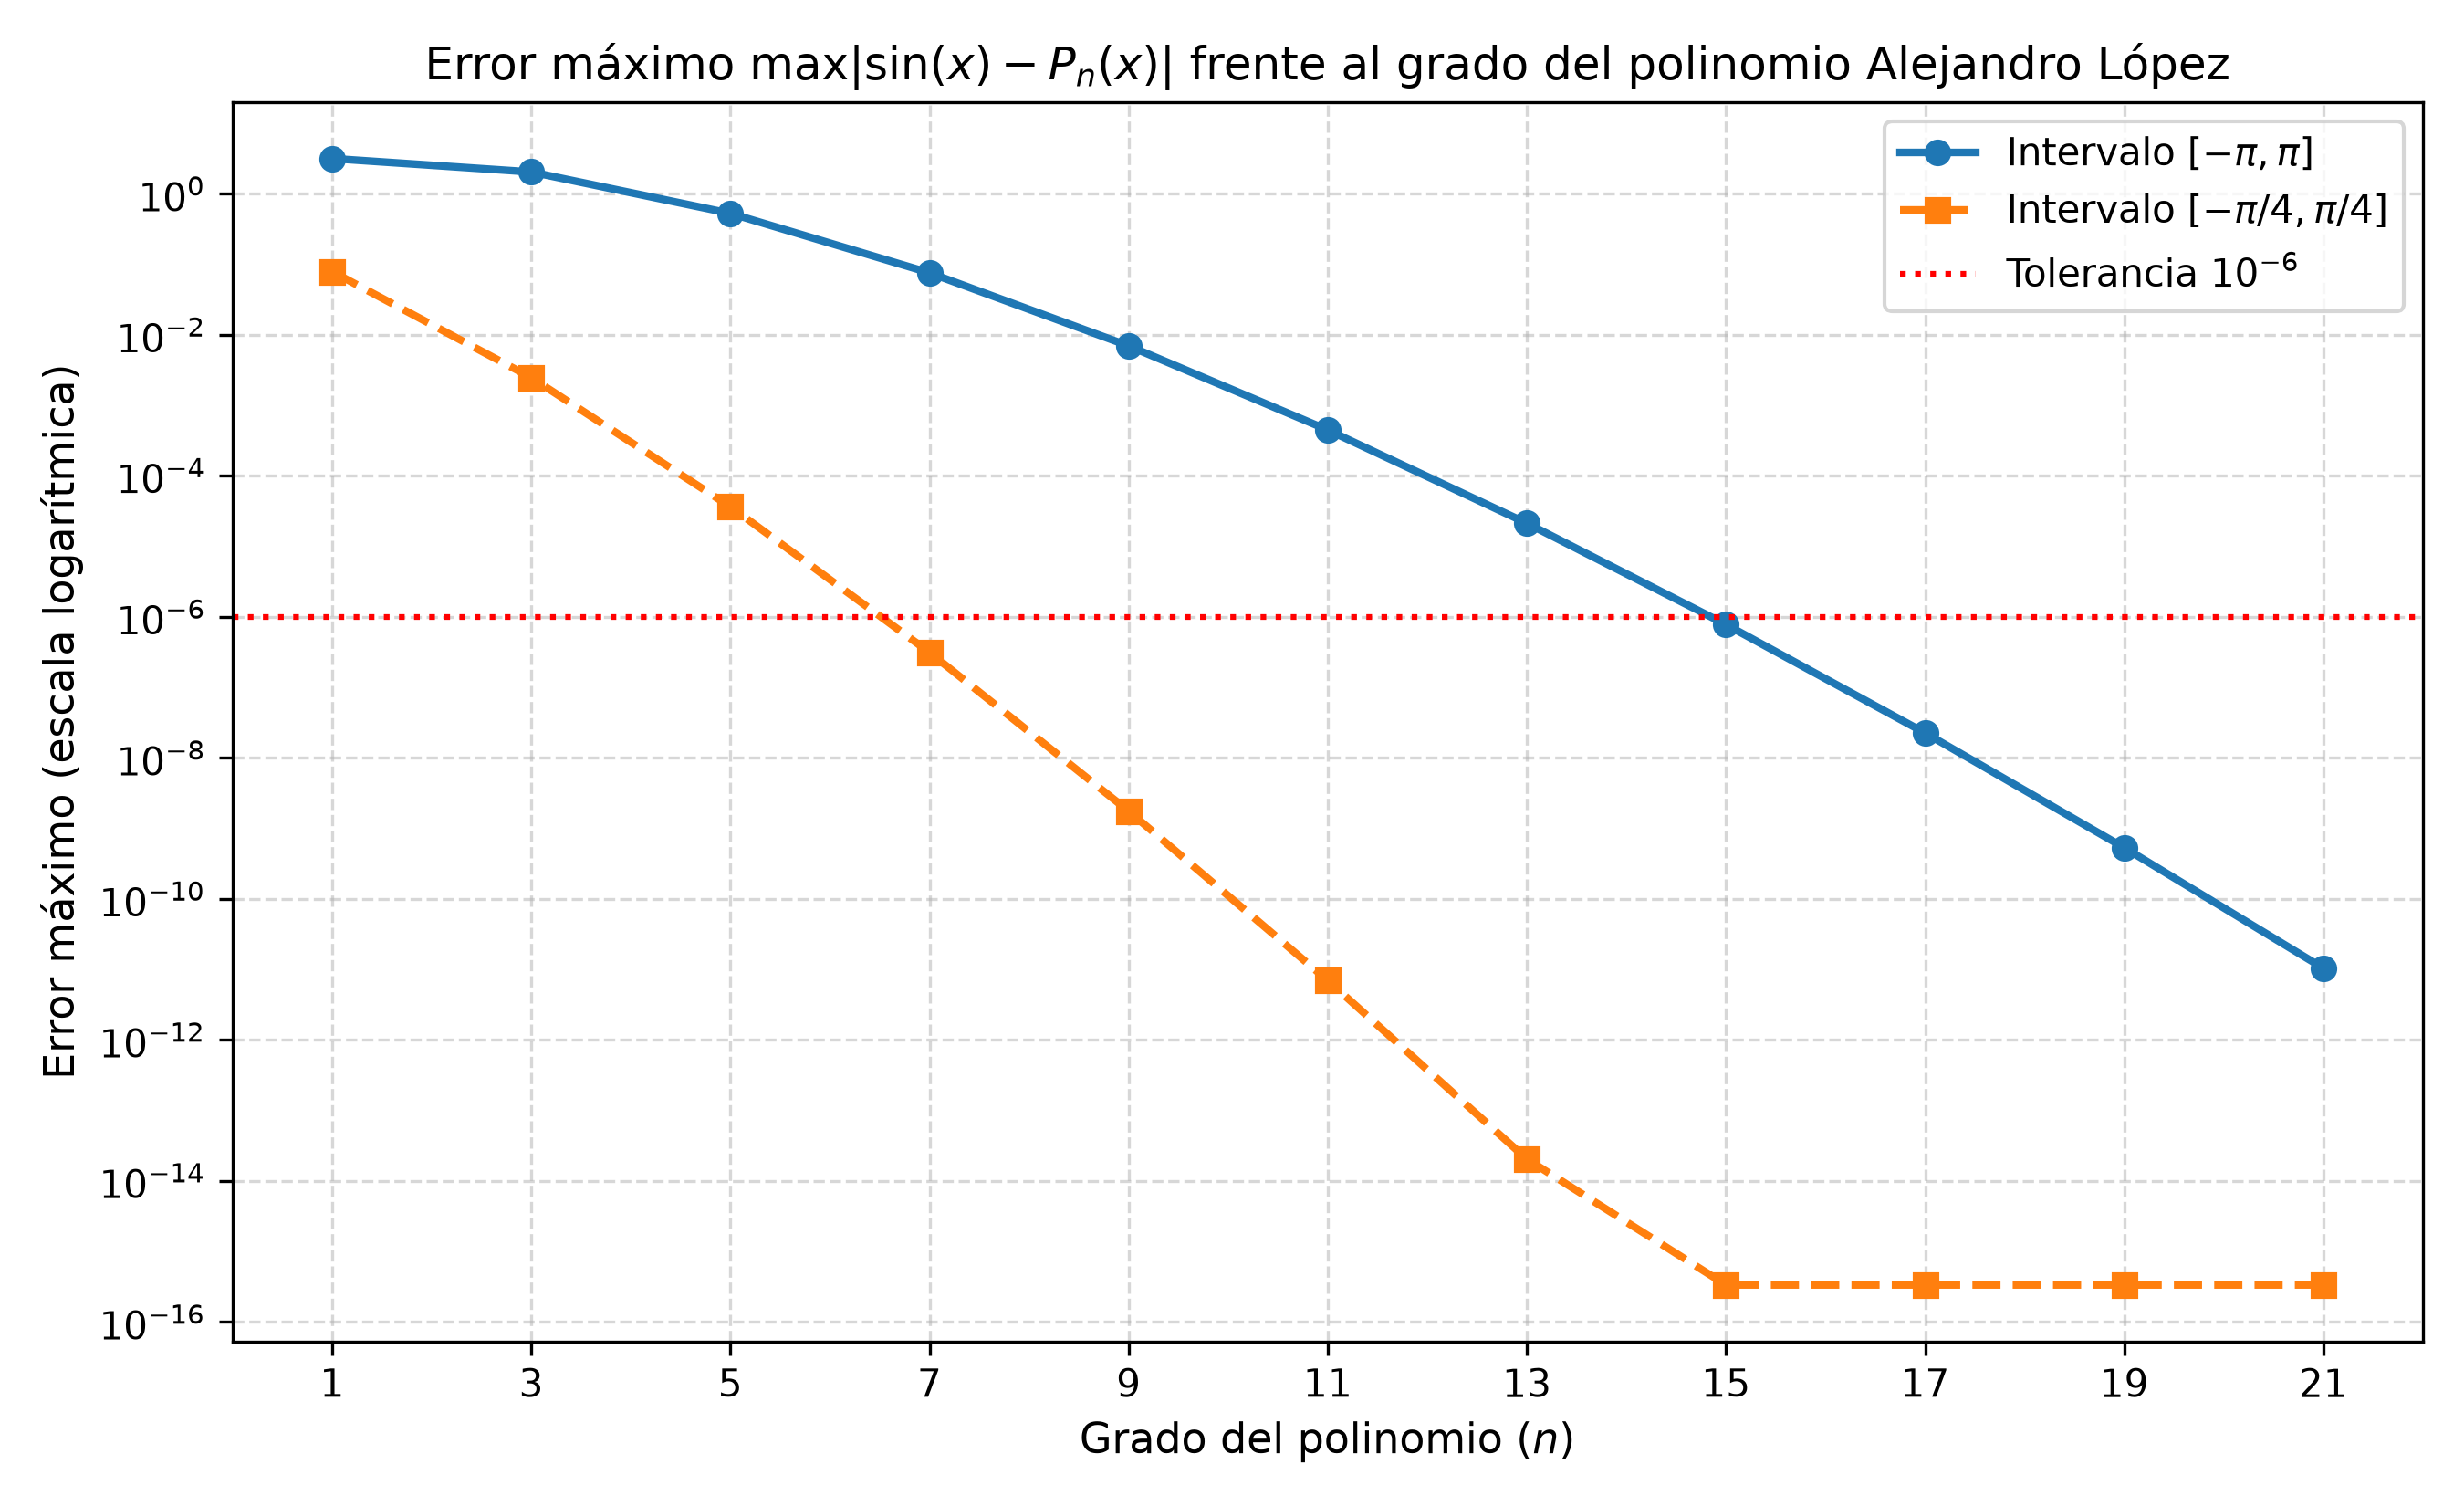 Error máximo max|sin(x) − Pₙ(x)| frente al grado del polinomio Alejandro López
Intervalo [−π, π]
Intervalo [−π/4, π/4]
Tolerancia 10⁻⁶
Error máximo (escala logarítmica)
10⁰
10⁻²
10⁻⁴
10⁻⁶
10⁻⁸
10⁻¹⁰
10⁻¹²
10⁻¹⁴
10⁻¹⁶
1 3 5 7 9 11 13 15 17 19 21
Grado del polinomio (n)